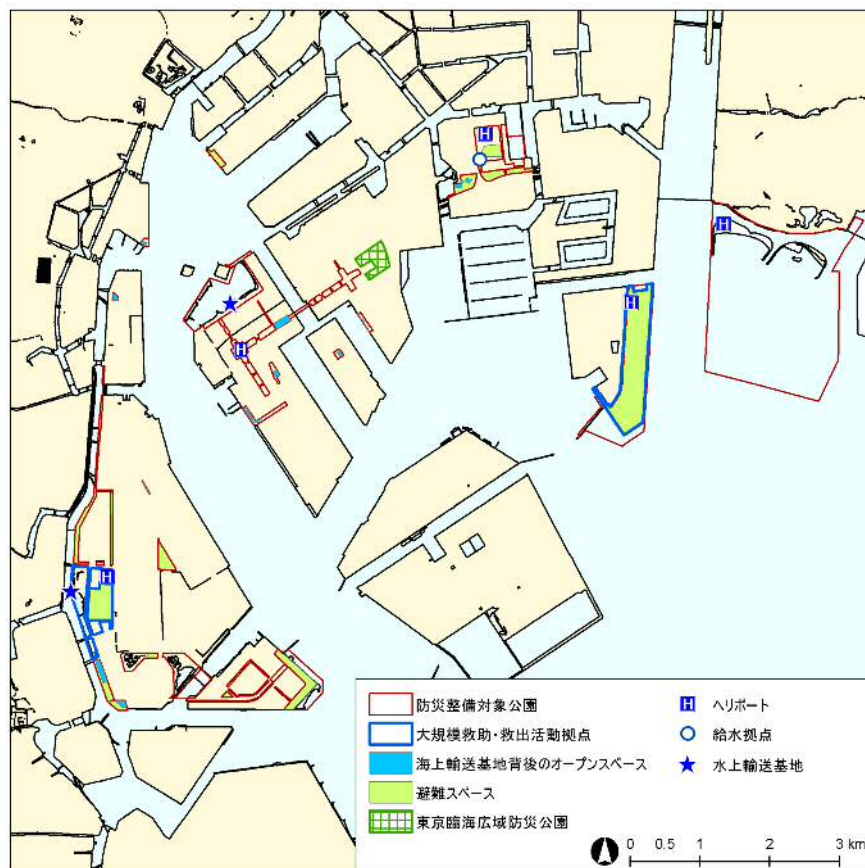 H
H
H
H
H
防災整備対象公園
大規模救助・救出活動拠点
海上輸送基地背後のオープンスペース
避難スペース
東京臨海広域防災公園
H ヘリポート
給水拠点
水上輸送基地
0 0.5 1 2 3 km